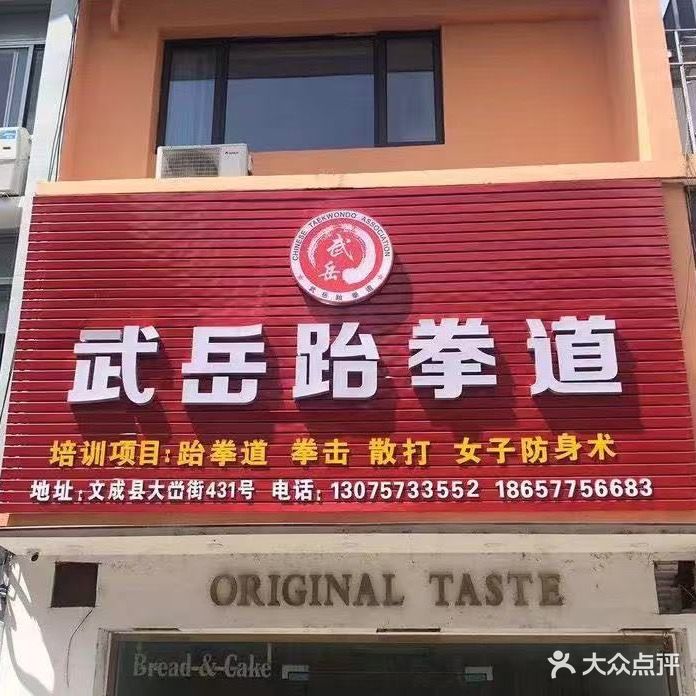 CHINESE TAEKWONDO ASSOCIATION
武岳
武岳跆拳道
武岳跆拳道
培训项目:跆拳道 拳击 散打 女子防身术
地址:文成县大峃街431号 电话:13075733552 18657756683
ORIGINAL TASTE
Bread-&-Cake
大众点评